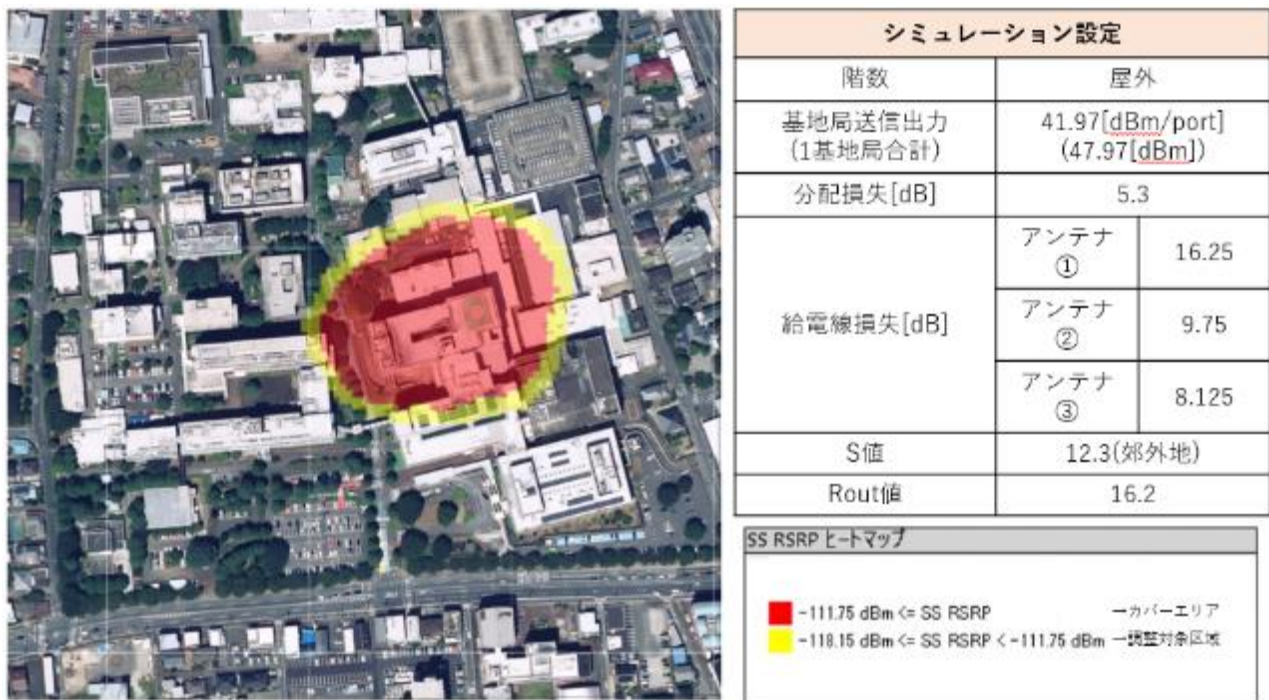 シミュレーション設定
階数 屋外
基地局送信出力 41.97[dBm/port]
(1基地局合計) (47.97[dBm])
分配損失[dB] 5.3
給電線損失[dB]
アンテナ
① 16.25
アンテナ
② 9.75
アンテナ
③ 8.125
S値 12.3(郊外地)
Rout値 16.2
SS RSRP ヒートマップ
-111.75 dBm <= SS RSRP ーカバーエリア
-118.15 dBm <= SS RSRP < -111.75 dBm ー調整対象区域